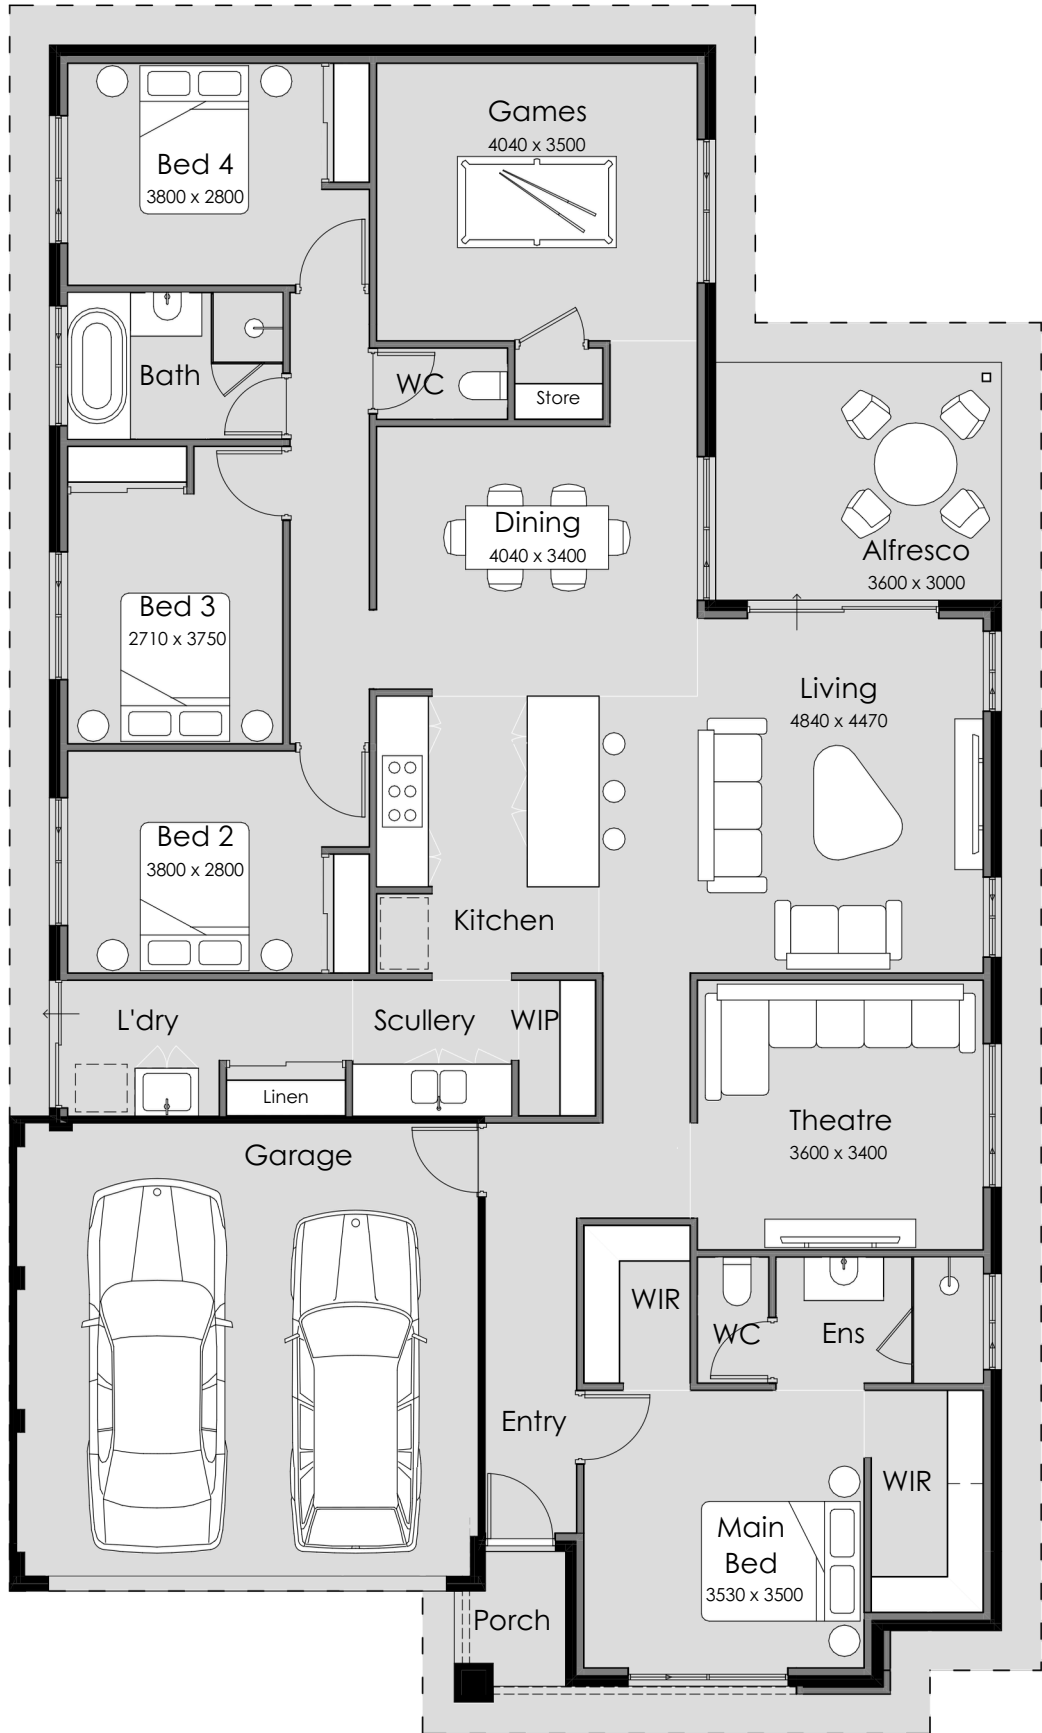 Games
4040 x 3500
Bed 4
3800 x 2800
Bath
WC
Store
Dining
4040 x 3400
Alfresco
3600 x 3000
Bed 3
2710 x 3750
Living
4840 x 4470
Bed 2
3800 x 2800
Kitchen
L'dry
Scullery
WIP
Linen
Theatre
3600 x 3400
Garage
WIR
WC
Ens
Entry
WIR
Main
Bed
3530 x 3500
Porch